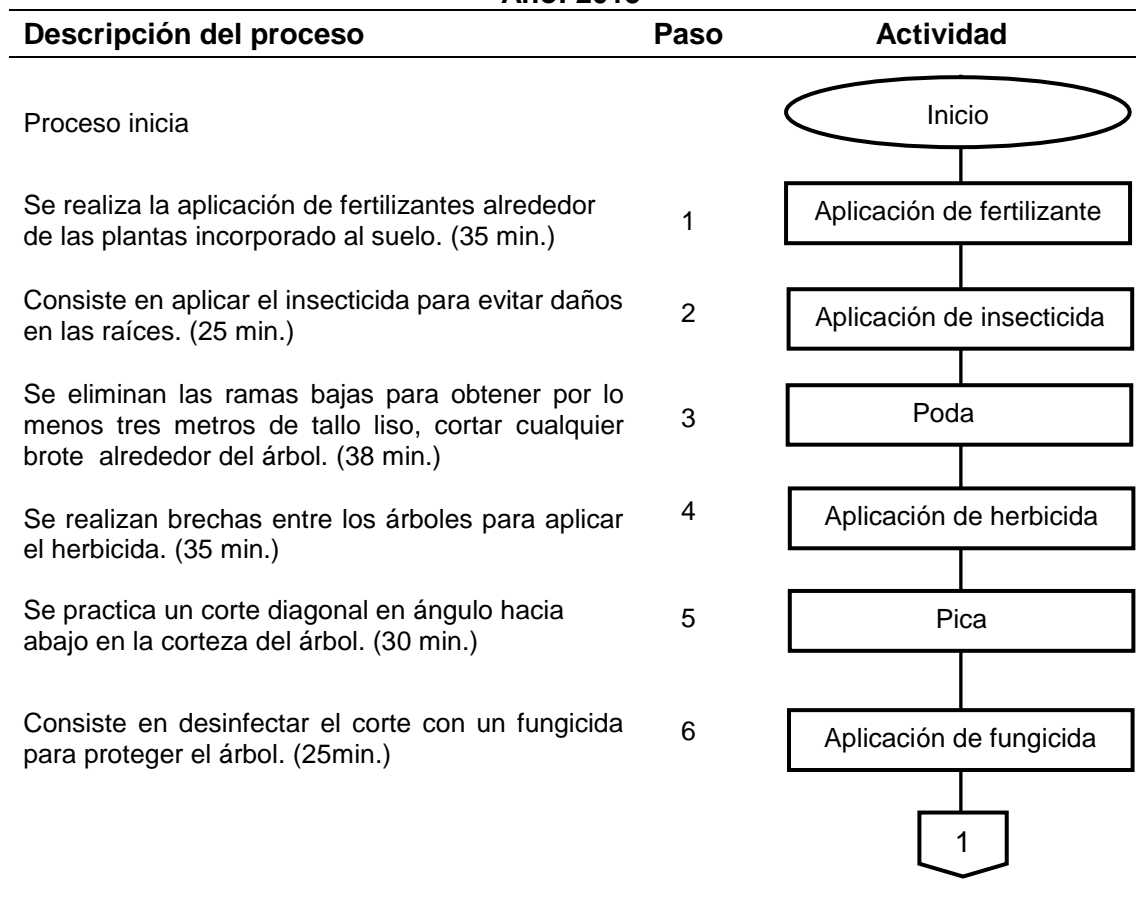 Descripción del proceso Paso Actividad
Proceso inicia
Inicio
Se realiza la aplicación de fertilizantes alrededor
de las plantas incorporado al suelo. (35 min.)
1
Aplicación de fertilizante
Consiste en aplicar el insecticida para evitar daños
en las raíces. (25 min.)
2
Aplicación de insecticida
Se eliminan las ramas bajas para obtener por lo
menos tres metros de tallo liso, cortar cualquier
brote alrededor del árbol. (38 min.)
3
Poda
Se realizan brechas entre los árboles para aplicar
el herbicida. (35 min.)
4
Aplicación de herbicida
Se practica un corte diagonal en ángulo hacia
abajo en la corteza del árbol. (30 min.)
5
Pica
Consiste en desinfectar el corte con un fungicida
para proteger el árbol. (25min.)
6
Aplicación de fungicida
1